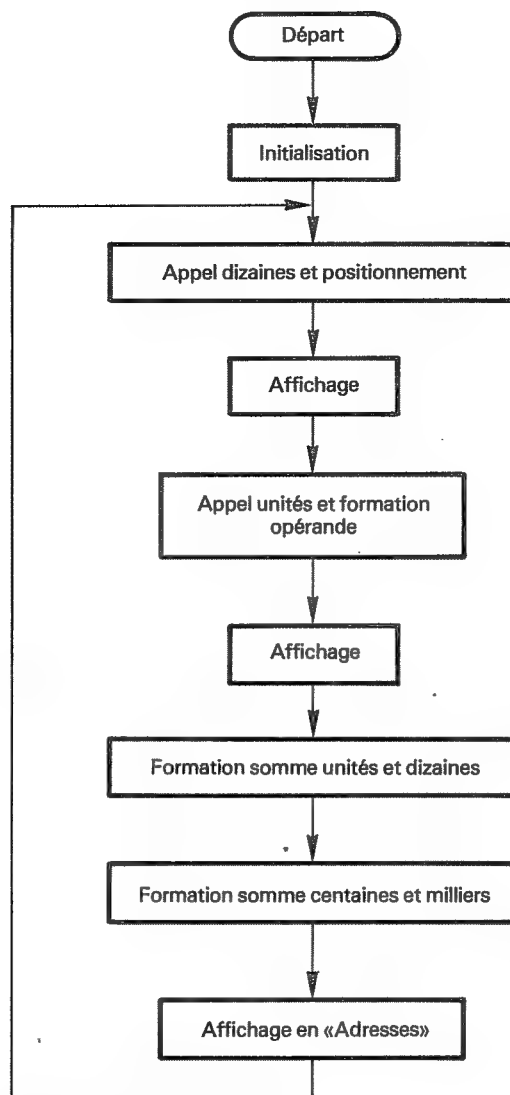 Départ
Initialisation
Appel dizaines et positionnement
Affichage
Appel unités et formation
opérande
Affichage
Formation somme unités et dizaines
Formation somme centaines et milliers
Affichage en «Adresses»